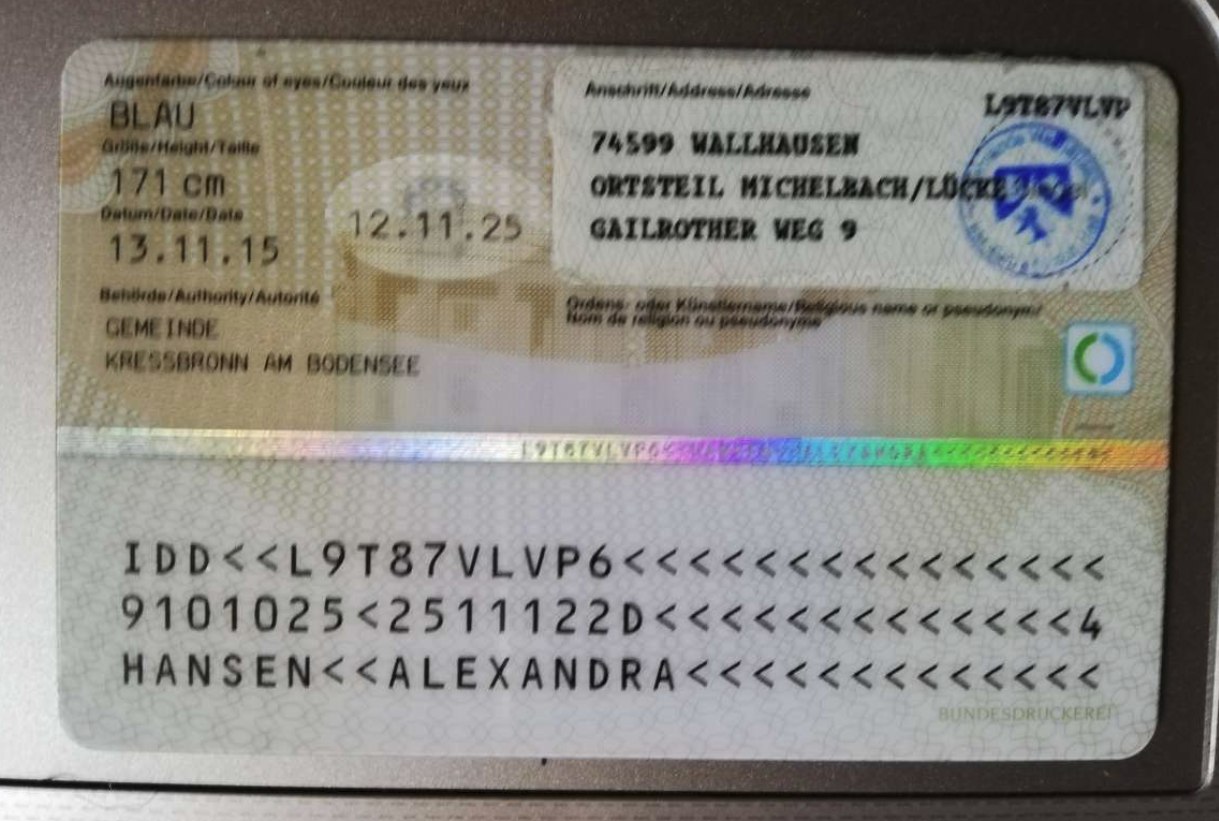 Augenfarbe/Colour of eyes/Couleur des yeux
BLAU
Größe/Height/Taille
171 cm
Datum/Date/Date
13.11.15
12.11.25
Behörde/Authority/Autorité
GEMEINDE
KRESSBRONN AM BODENSEE
Anschrift/Address/Adresse
L9T87VLVP
74599 WALLHAUSEN
ORTSTEIL MICHELBACH/LÜCKE
GAILROTHER WEG 9
Ordens- oder Künstlername/Religious name or pseudonym/
Nom de religion ou pseudonyme
IDD<<L9T87VLVP6<<<<<<<<<<<<<<<
9101025<2511122D<<<<<<<<<<<<<4
HANSEN<<ALEXANDRA<<<<<<<<<<<<<
BUNDESDRUCKEREI